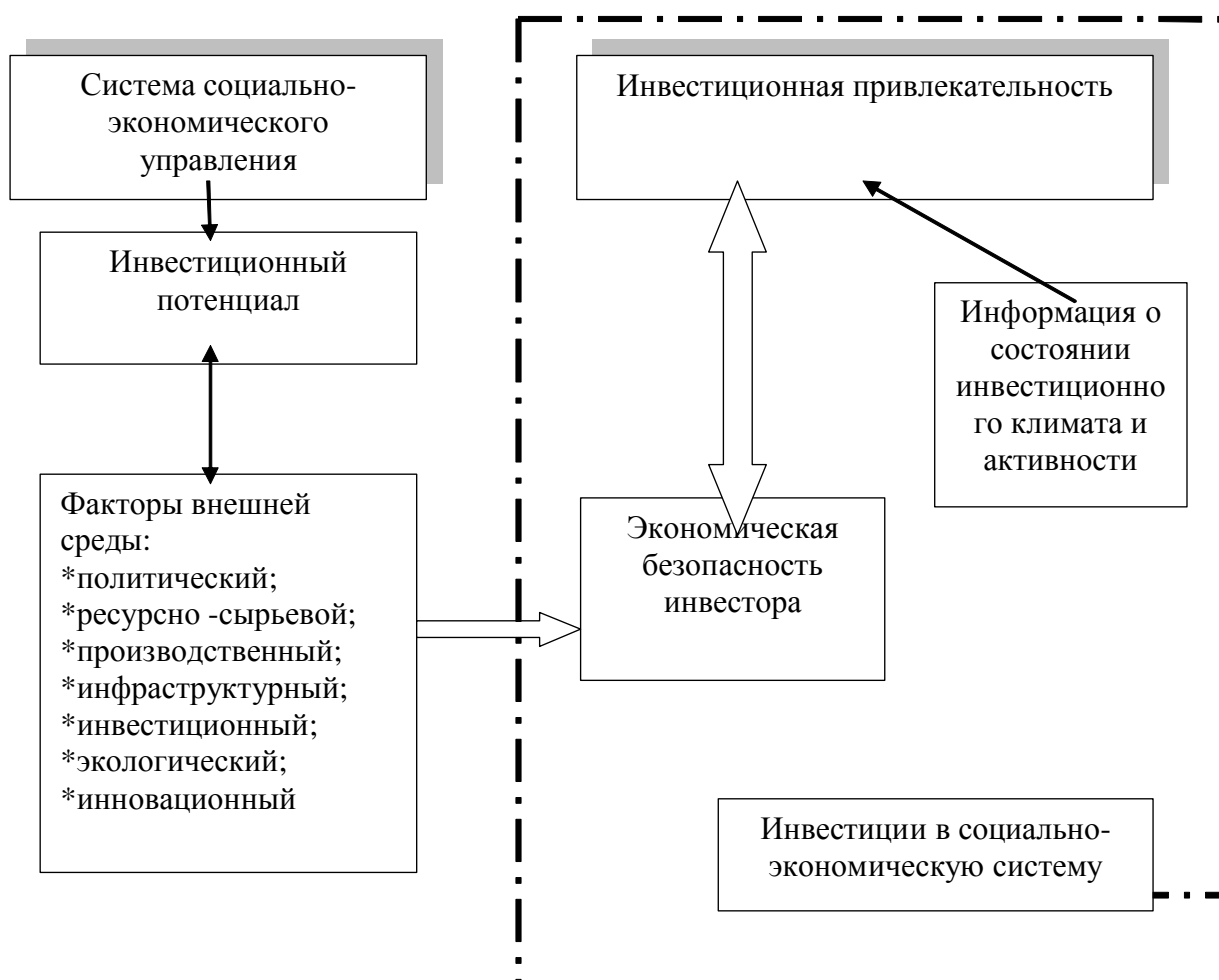 Система социально-
экономического
управления
Инвестиционная привлекательность
Инвестиционный
потенциал
Информация о
состоянии
инвестиционно
го климата и
активности
Факторы внешней
среды:
*политический;
*ресурсно -сырьевой;
*производственный;
*инфраструктурный;
*инвестиционный;
*экологический;
*инновационный
Экономическая
безопасность
инвестора
Инвестиции в социально-
экономическую систему